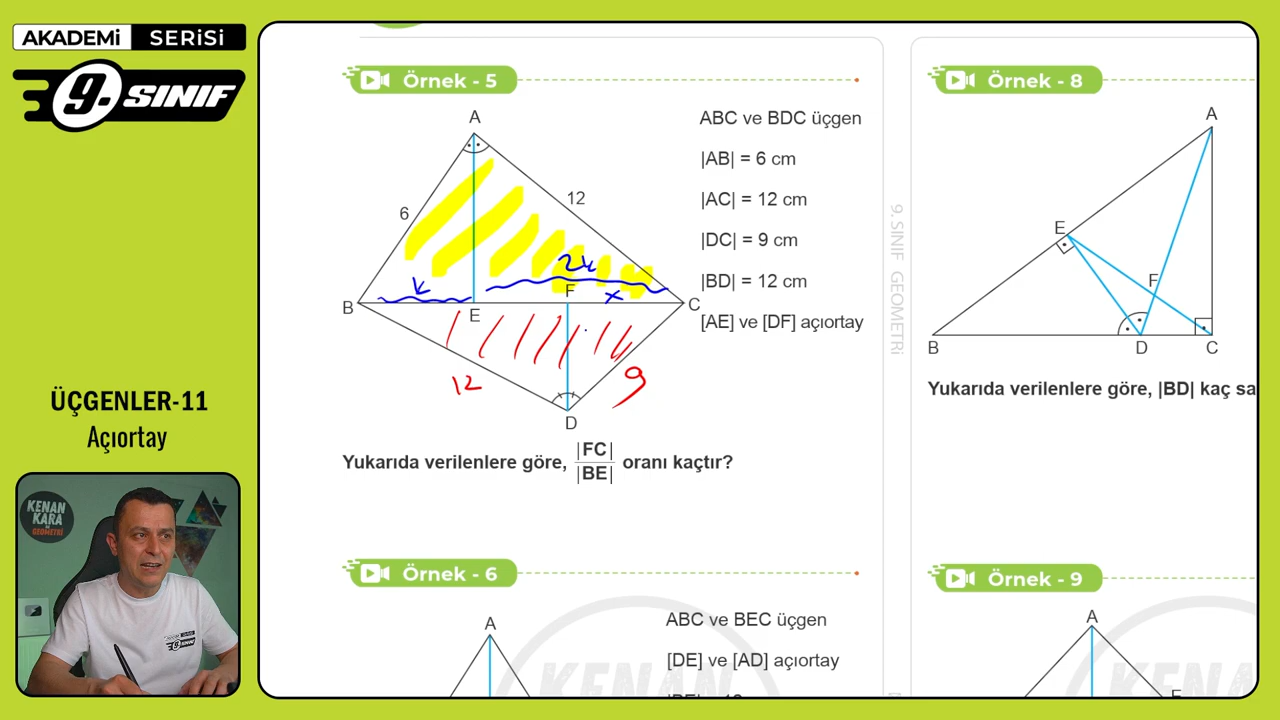 AKADEMİ SERİSİ
9. SINIF
ÜÇGENLER-11
Açıortay
KENAN
KARA
GEOMETRİ
9.SINIF
Örnek - 5
A
6
12
B
E
F
C
D
k
2k
x
12
9
ABC ve BDC üçgen
|AB| = 6 cm
|AC| = 12 cm
|DC| = 9 cm
|BD| = 12 cm
[AE] ve [DF] açıortay
Yukarıda verilenlere göre, |FC| / |BE| oranı kaçtır?
Örnek - 6
A
ABC ve BEC üçgen
[DE] ve [AD] açıortay
KENAN
9. SINIF GEOMETRİ
Örnek - 8
A
E
F
B
D
C
Yukarıda verilenlere göre, |BD| kaç sa
Örnek - 9
A
KENAN